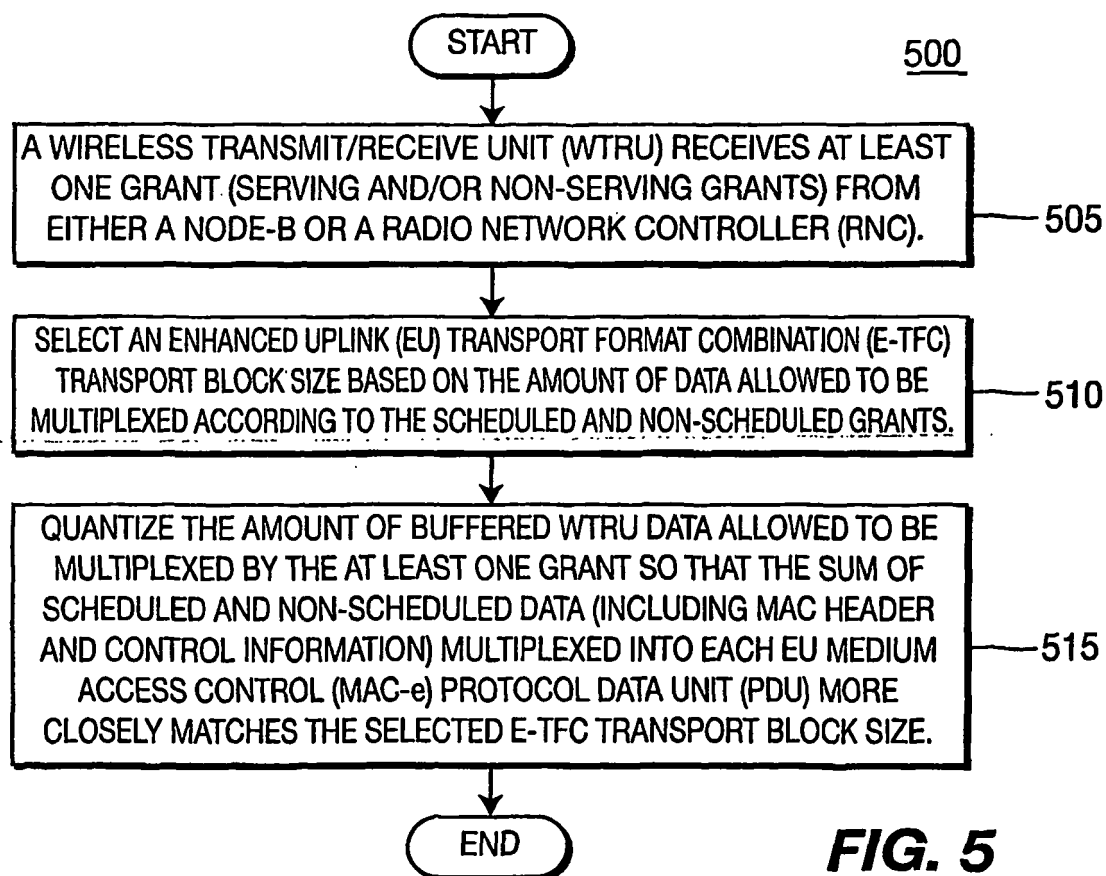 START
500
A WIRELESS TRANSMIT/RECEIVE UNIT (WTRU) RECEIVES AT LEAST
ONE GRANT (SERVING AND/OR NON-SERVING GRANTS) FROM
EITHER A NODE-B OR A RADIO NETWORK CONTROLLER (RNC).
505
SELECT AN ENHANCED UPLINK (EU) TRANSPORT FORMAT COMBINATION (E-TFC)
TRANSPORT BLOCK SIZE BASED ON THE AMOUNT OF DATA ALLOWED TO BE
MULTIPLEXED ACCORDING TO THE SCHEDULED AND NON-SCHEDULED GRANTS.
510
QUANTIZE THE AMOUNT OF BUFFERED WTRU DATA ALLOWED TO BE
MULTIPLEXED BY THE AT LEAST ONE GRANT SO THAT THE SUM OF
SCHEDULED AND NON-SCHEDULED DATA (INCLUDING MAC HEADER
AND CONTROL INFORMATION) MULTIPLEXED INTO EACH EU MEDIUM
ACCESS CONTROL (MAC-e) PROTOCOL DATA UNIT (PDU) MORE
CLOSELY MATCHES THE SELECTED E-TFC TRANSPORT BLOCK SIZE.
515
END
FIG. 5